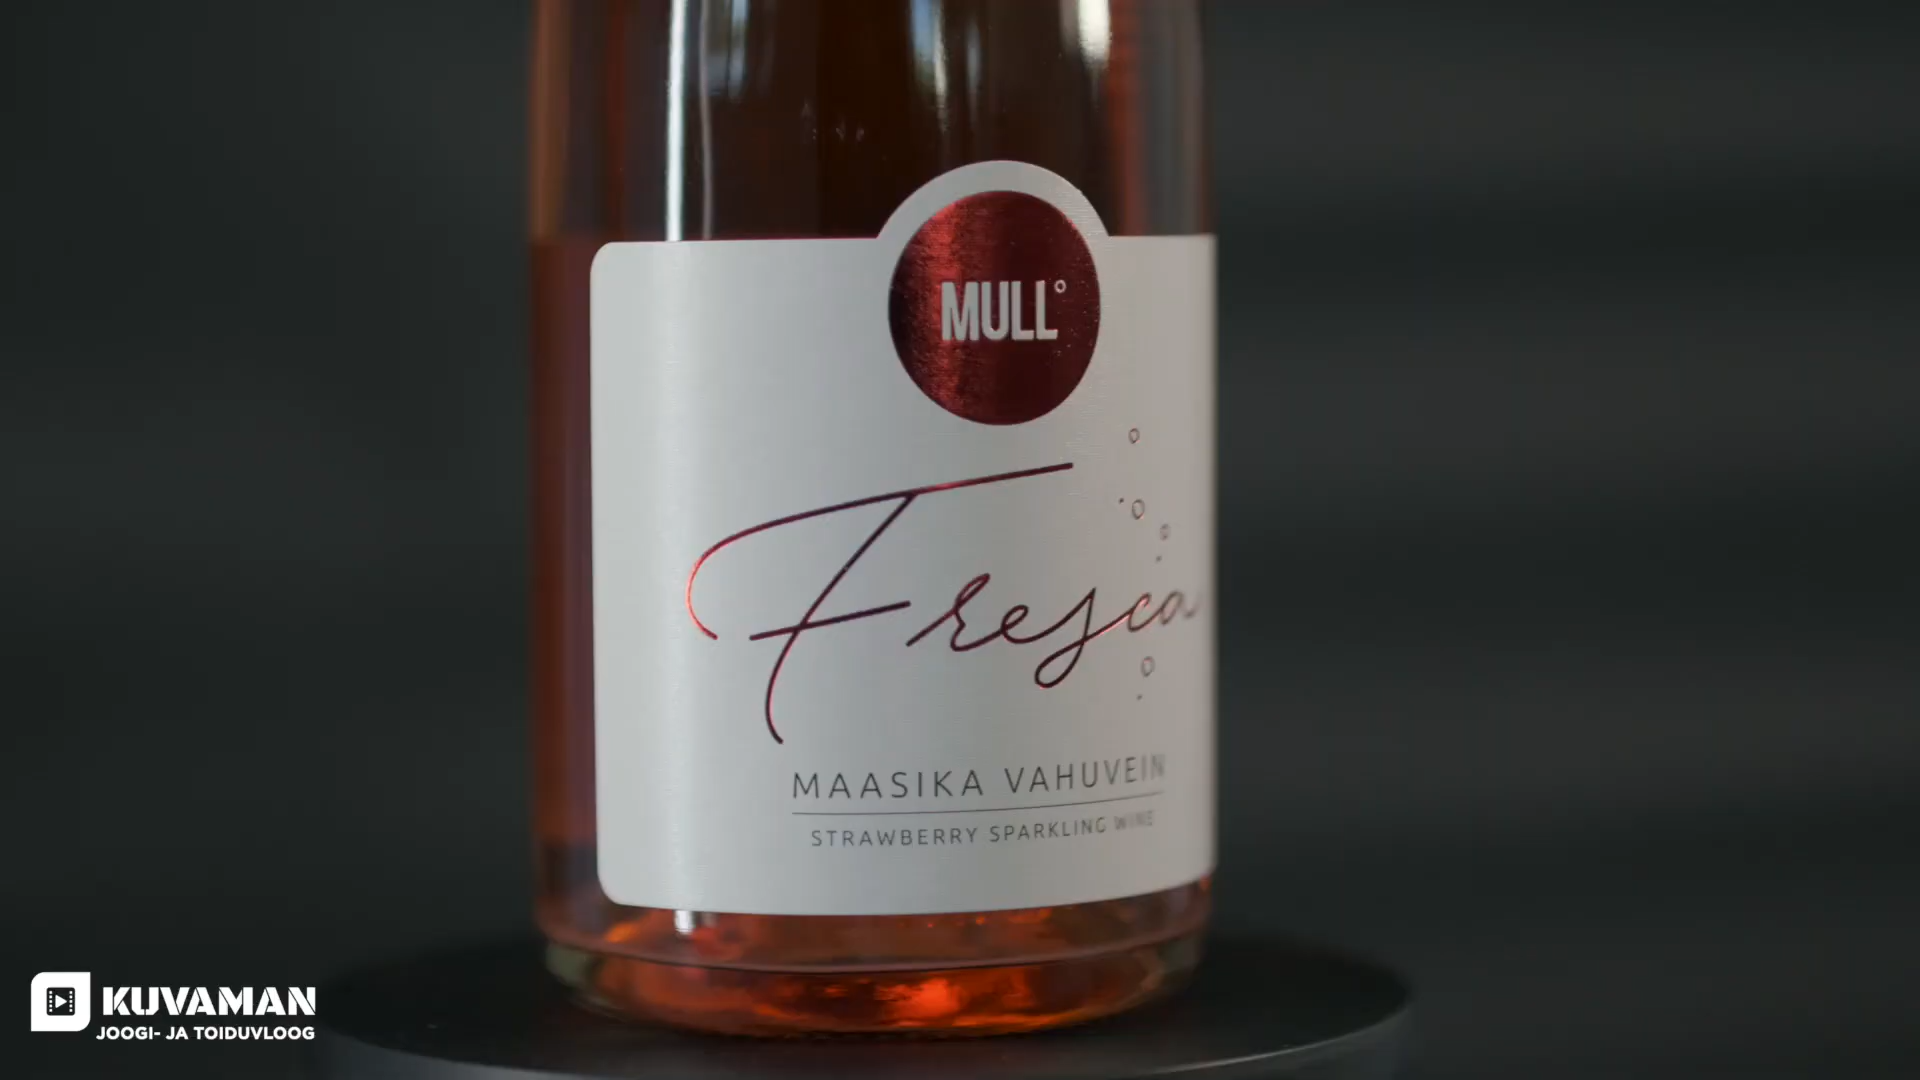 MULL°
Fresca
MAASIKA VAHUVEIN
STRAWBERRY SPARKLING WINE
KUVAMAN
JOOGI- JA TOIDUVLOOG